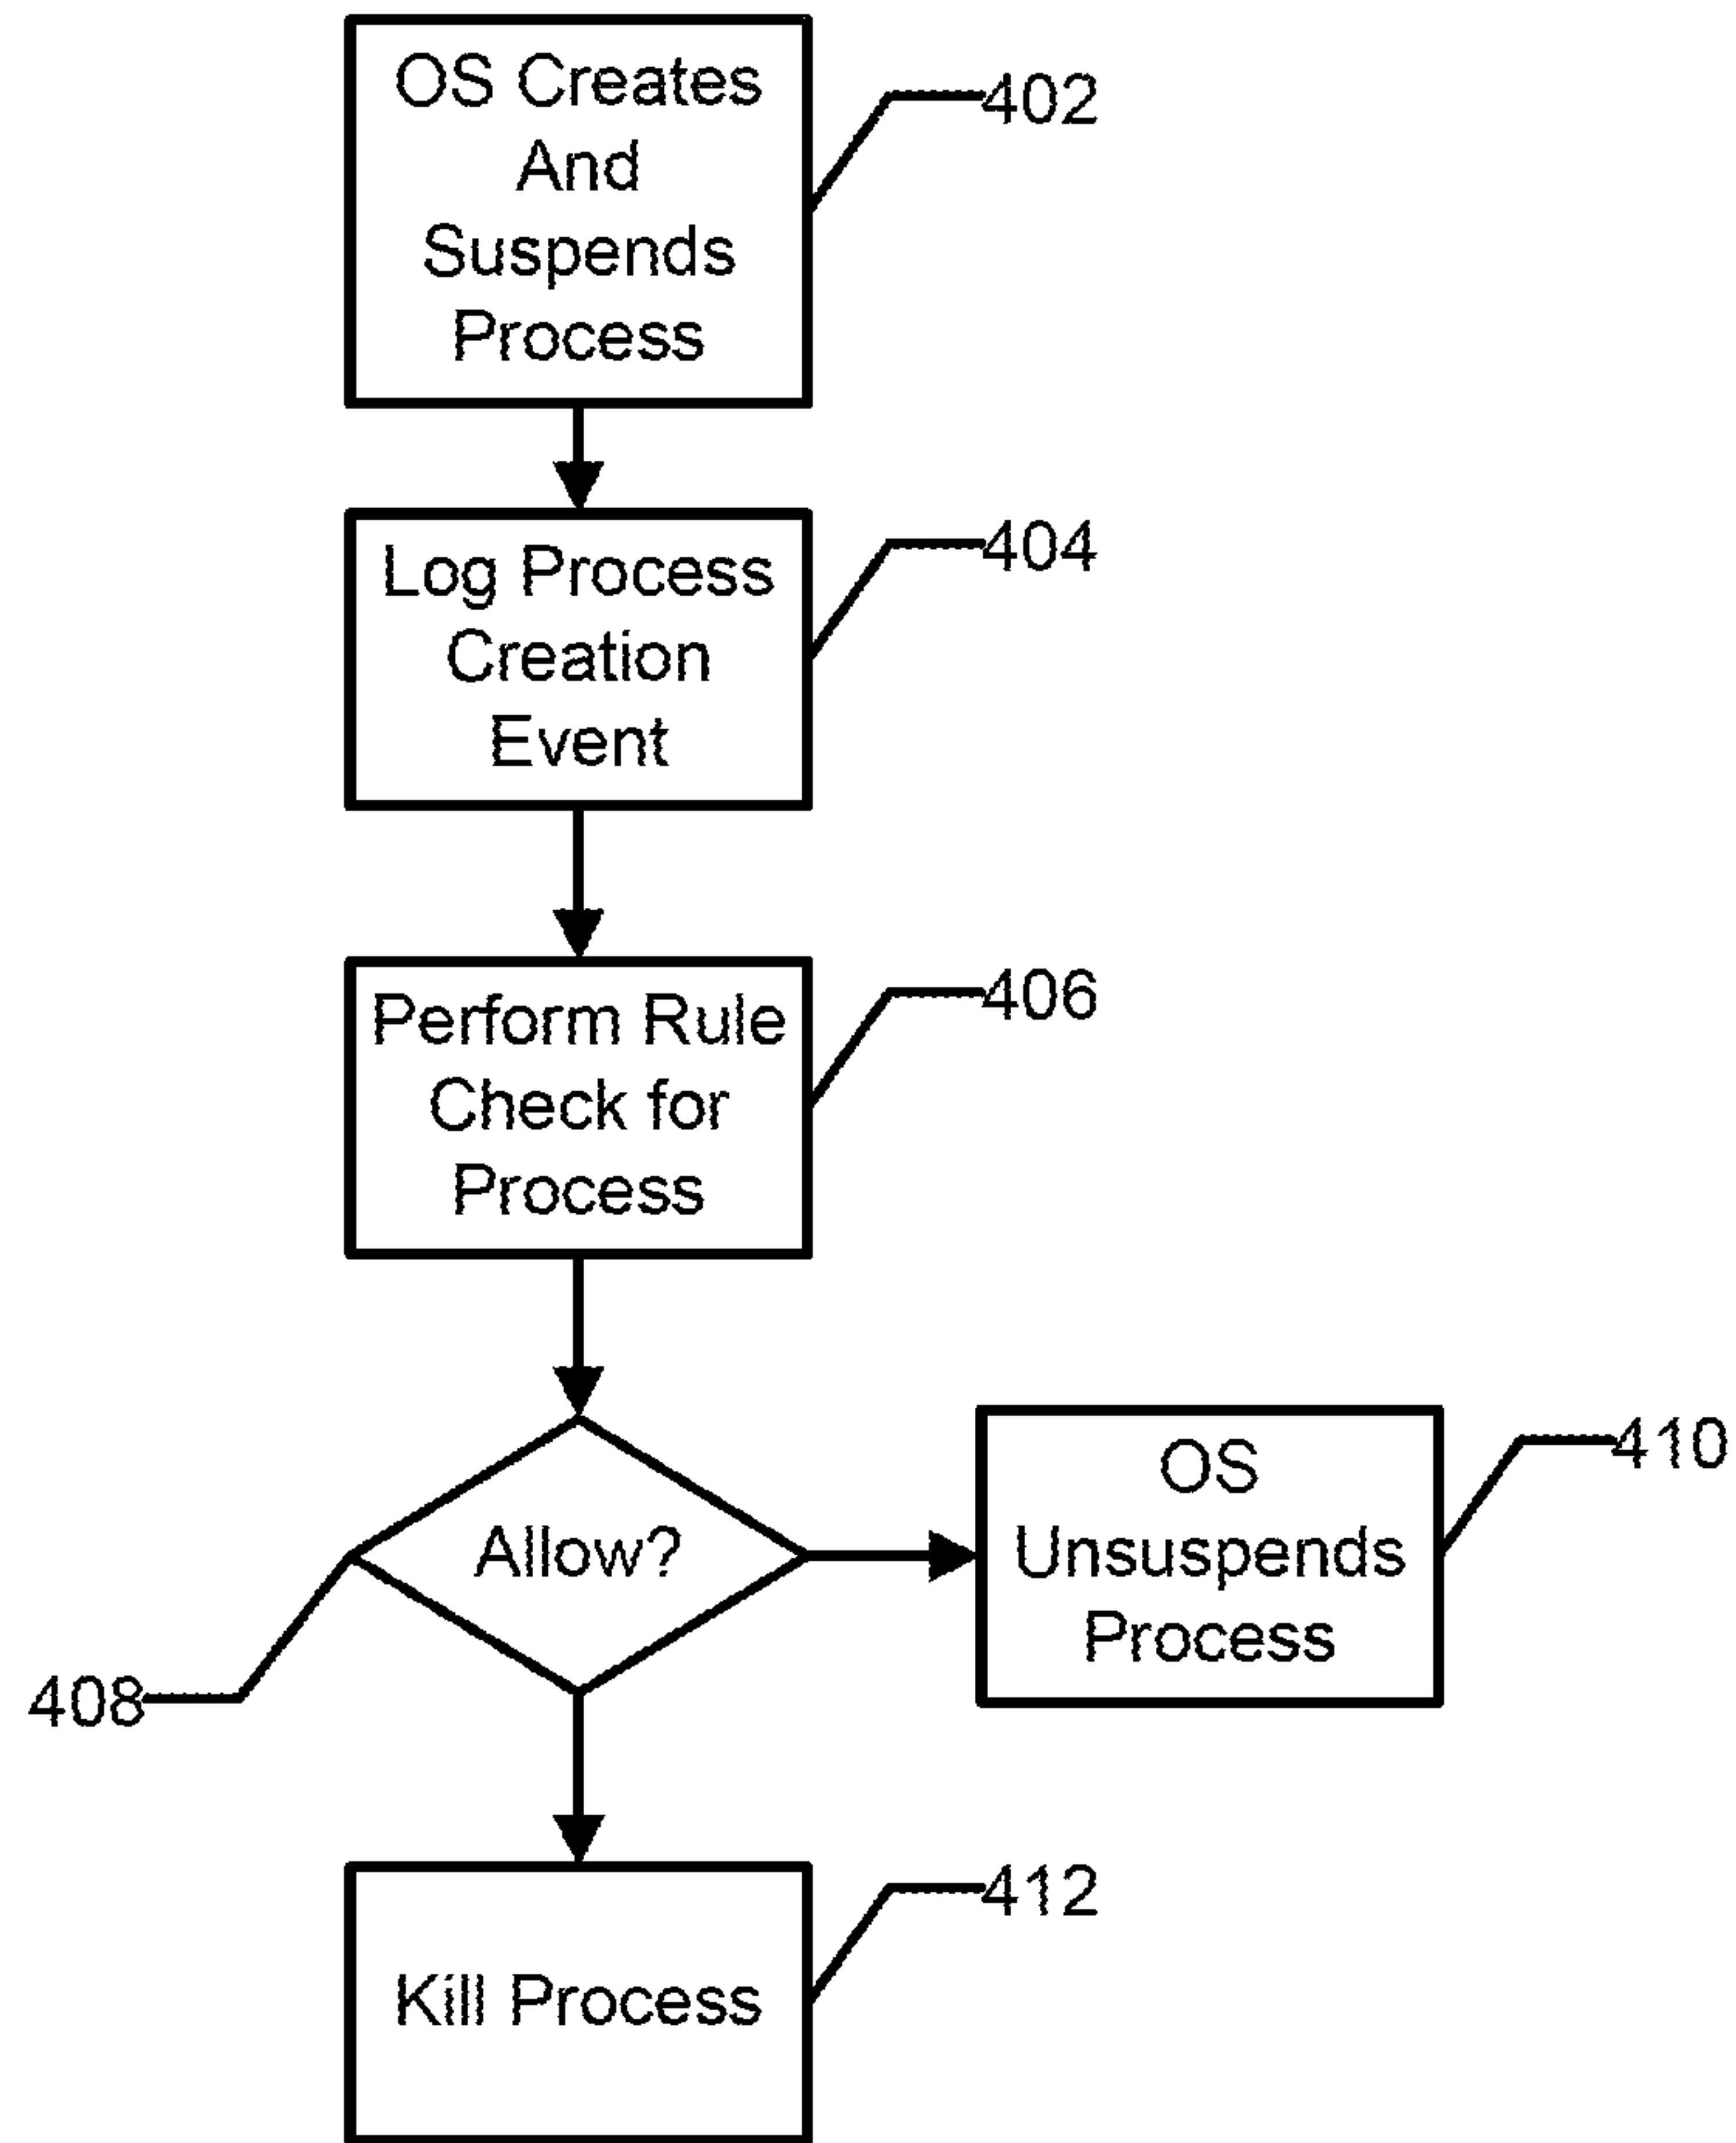 OS Creates
And
Suspends
Process
402
Log Process
Creation
Event
404
Perform Rule
Check for
Process
406
Allow?
408
OS
Unsuspends
Process
410
Kill Process
412